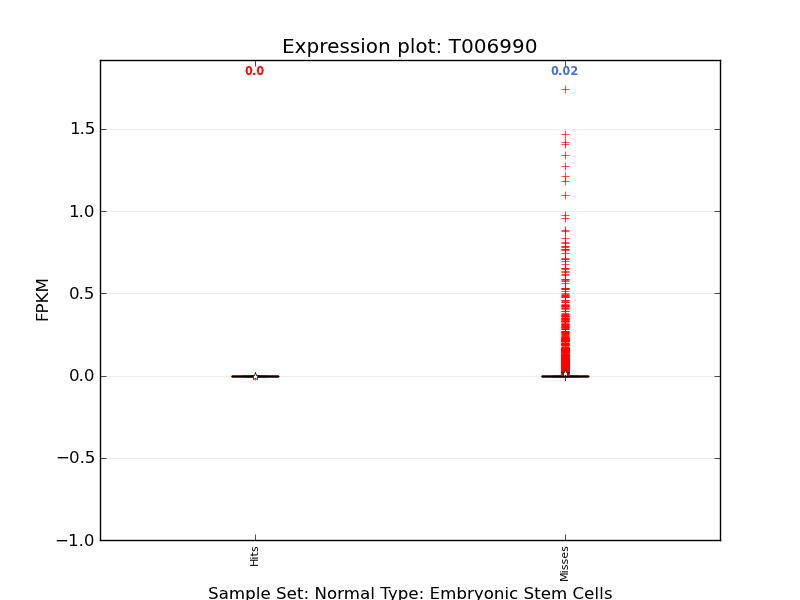 Expression plot: T006990
0.0
0.02
1.5
1.0
0.5
0.0
−0.5
−1.0
FPKM
Hits
Misses
Sample Set: Normal Type: Embryonic Stem Cells